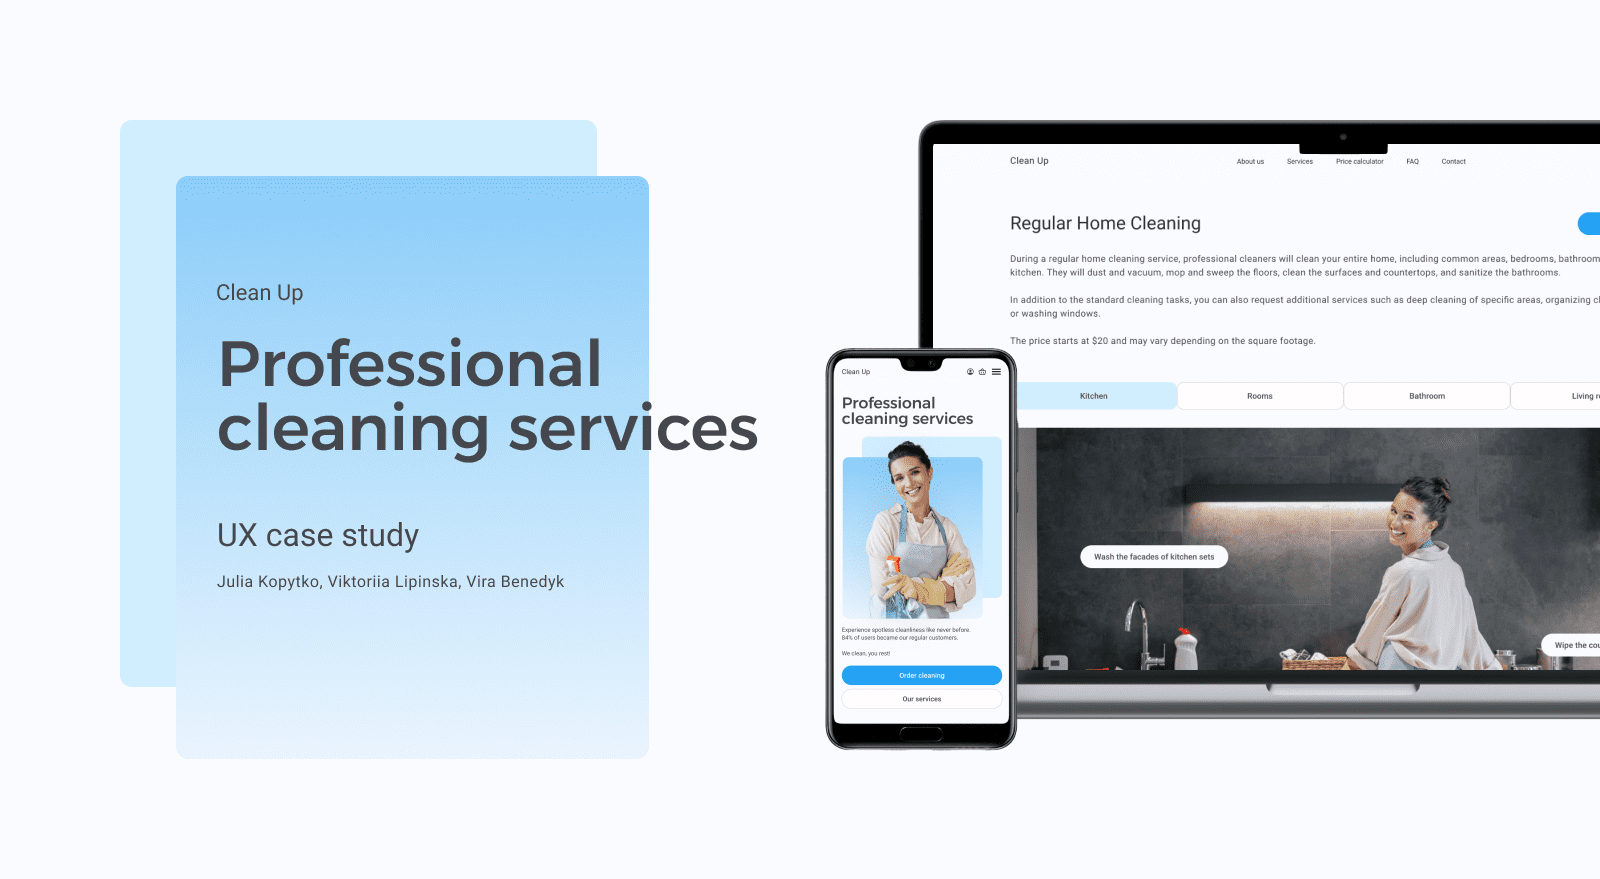 Clean Up
Professional
cleaning services
UX case study
Julia Kopytko, Viktoriia Lipinska, Vira Benedyk
Clean Up
Professional
cleaning services
Experience spotless cleanliness like never before.
84% of users became our regular customers.
We clean, you rest!
Order cleaning
Our services
Clean Up
About us
Services
Price calculator
FAQ
Contact
Regular Home Cleaning
During a regular home cleaning service, professional cleaners will clean your entire home, including common areas, bedrooms, bathroom
kitchen. They will dust and vacuum, mop and sweep the floors, clean the surfaces and countertops, and sanitize the bathrooms.
In addition to the standard cleaning tasks, you can also request additional services such as deep cleaning of specific areas, organizing
or washing windows.
The price starts at $20 and may vary depending on the square footage.
Kitchen
Rooms
Bathroom
Living
Wash the facades of kitchen sets
Wipe the